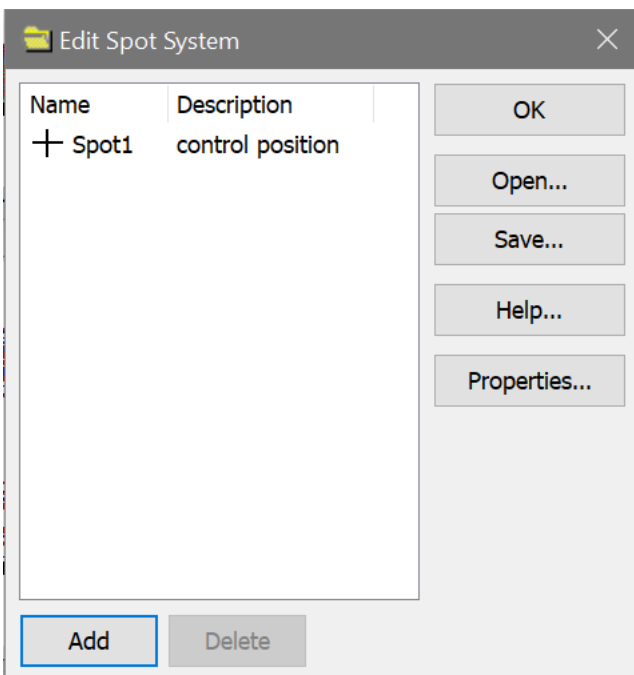 Edit Spot System
Name Description
Spot1 control position
OK
Open...
Save...
Help...
Properties...
Add Delete